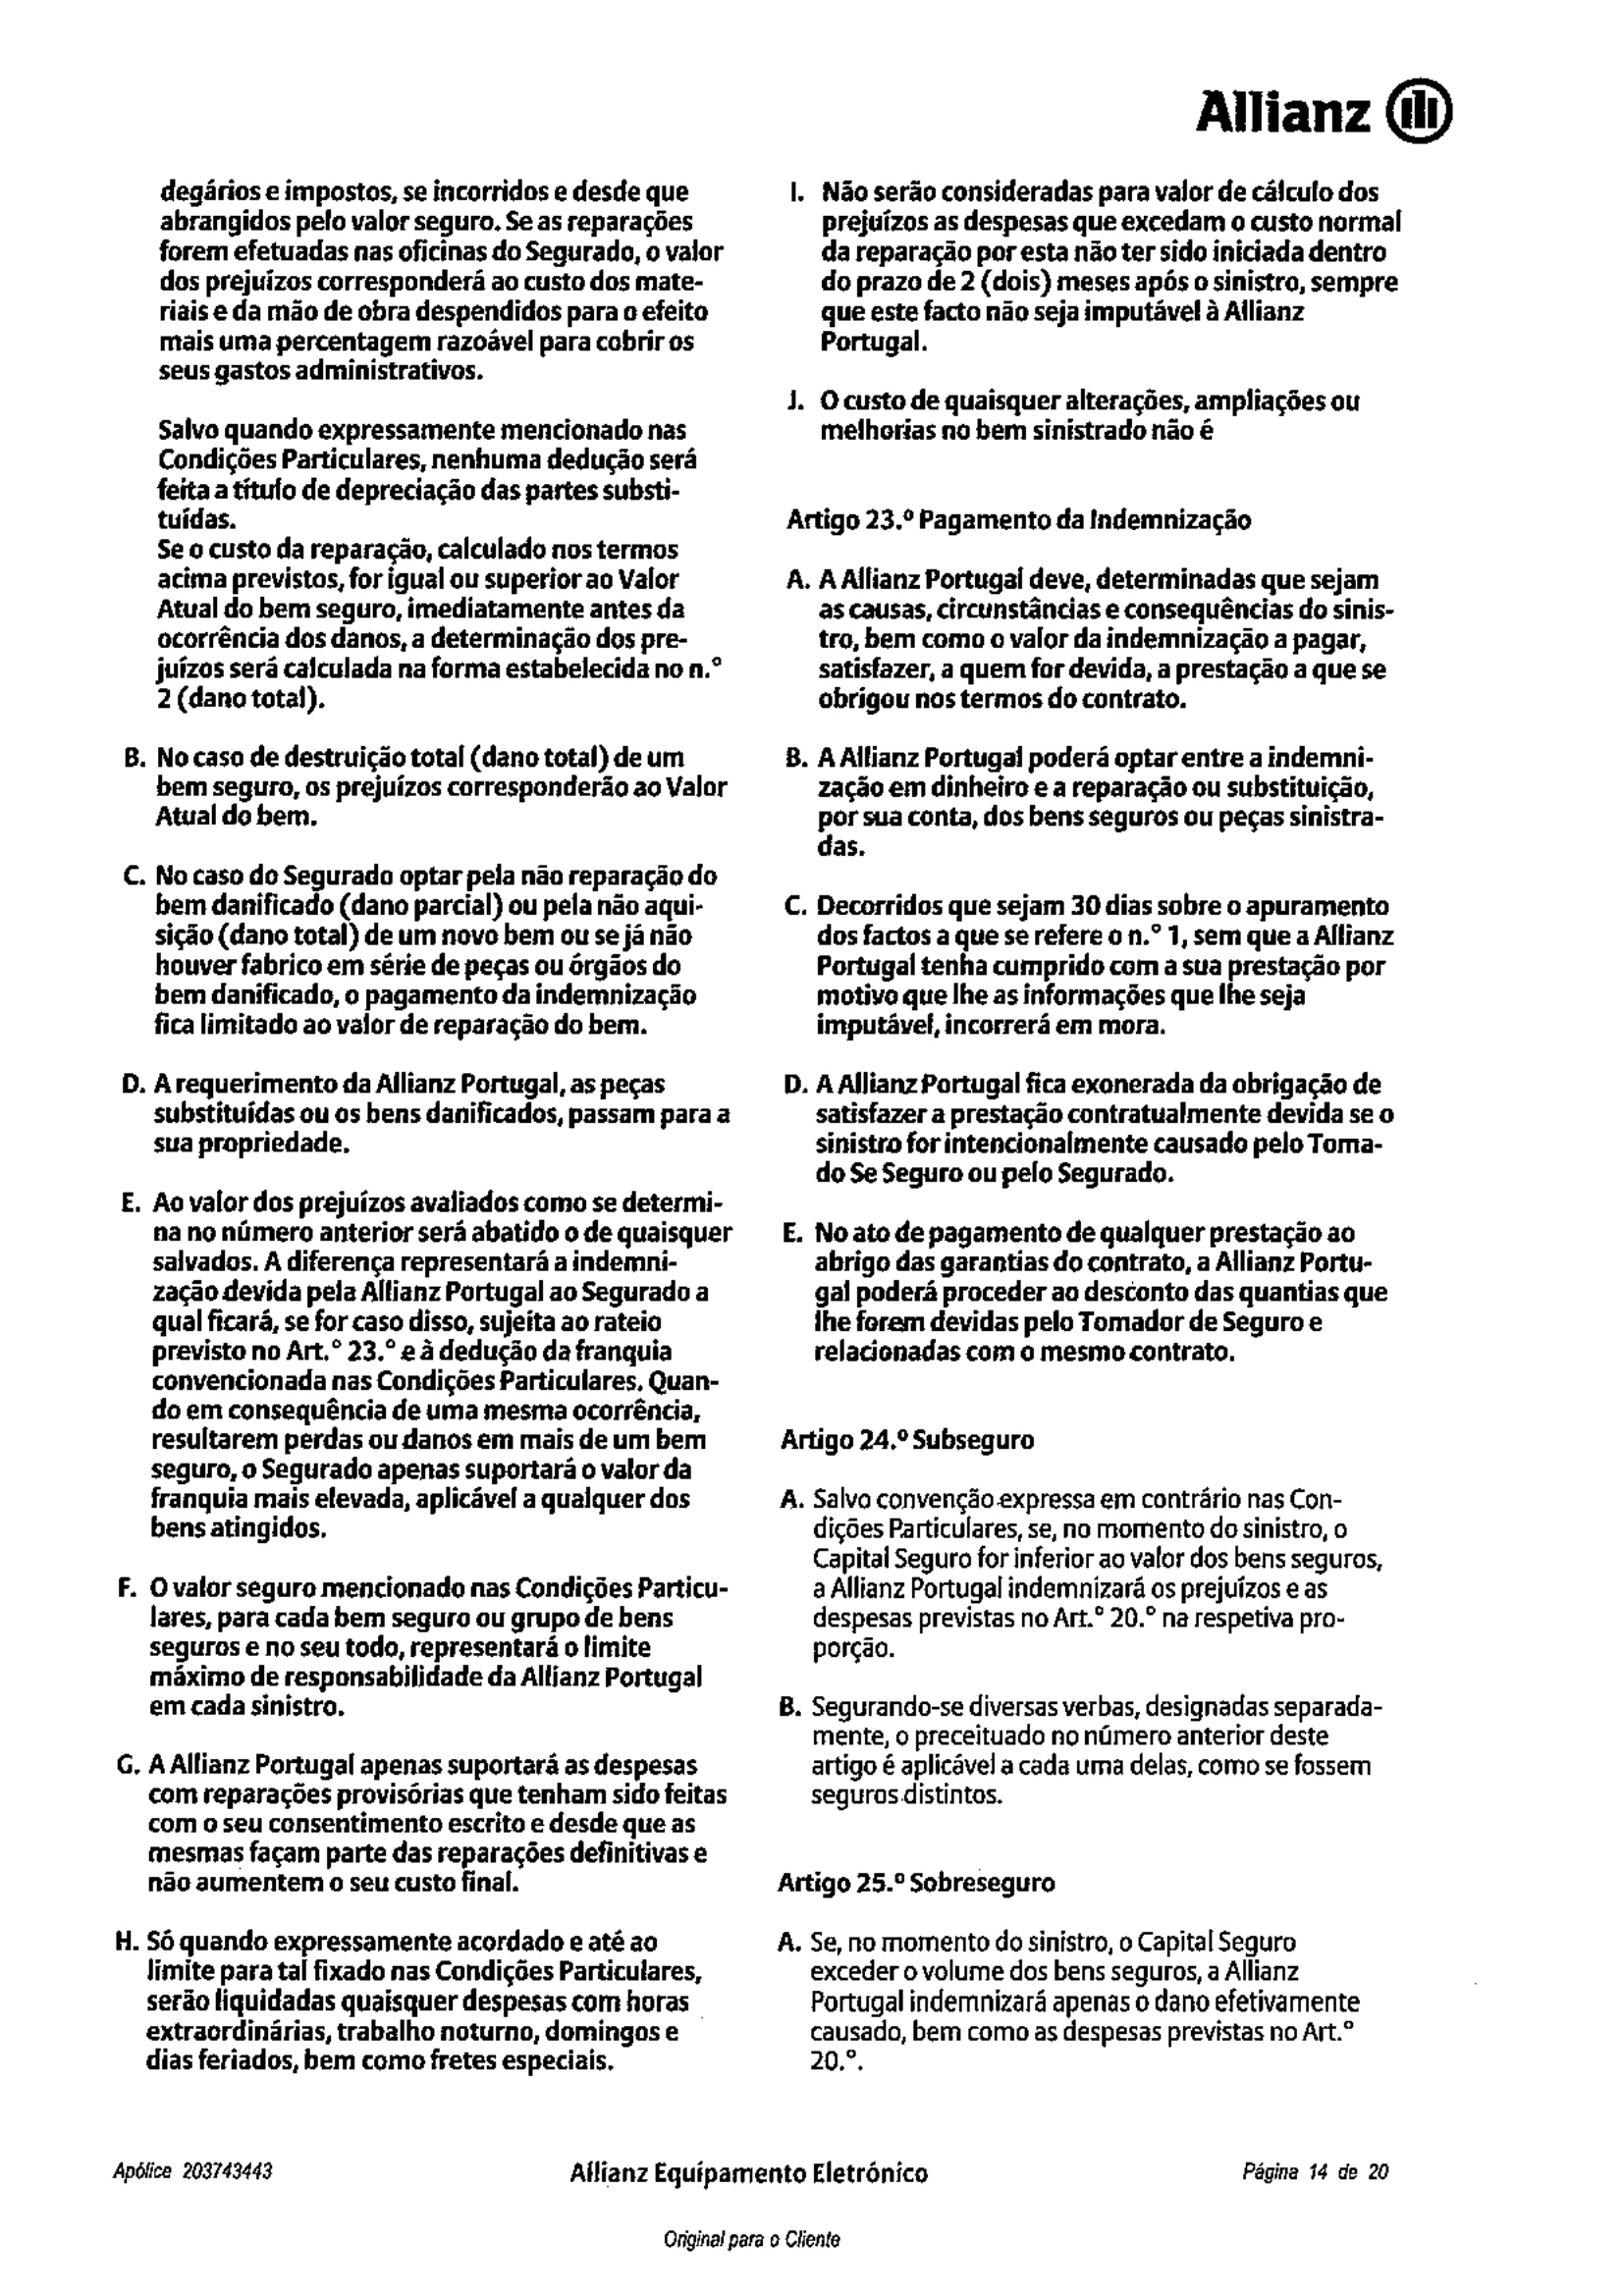 Allianz
degários e impostos, se incorridos e desde que
abrangidos pelo valor seguro. Se as reparações
forem efetuadas nas oficinas do Segurado, o valor
dos prejuízos corresponderá ao custo dos mate-
riais e da mão de obra despendidos para o efeito
mais uma percentagem razoável para cobrir os
seus gastos administrativos.
Salvo quando expressamente mencionado nas
Condições Particulares, nenhuma dedução será
feita a título de depreciação das partes substi-
tuídas.
Se o custo da reparação, calculado nos termos
acima previstos, for igual ou superior ao Valor
Atual do bem seguro, imediatamente antes da
ocorrência dos danos, a determinação dos pre-
juízos será calculada na forma estabelecida no n.º
2 (dano total).
B. No caso de destruição total (dano total) de um
bem seguro, os prejuízos corresponderão ao Valor
Atual do bem.
C. No caso do Segurado optar pela não reparação do
bem danificado (dano parcial) ou pela não aqui-
sição (dano total) de um novo bem ou se já não
houver fabrico em série de peças ou órgãos do
bem danificado, o pagamento da indemnização
fica limitado ao valor de reparação do bem.
D. A requerimento da Allianz Portugal, as peças
substituídas ou os bens danificados, passam para a
sua propriedade.
E. Ao valor dos prejuízos avaliados como se determi-
na no número anterior será abatido o de quaisquer
salvados. A diferença representará a indemni-
zação devida pela Allianz Portugal ao Segurado a
qual ficará, se for caso disso, sujeita ao rateio
previsto no Art.º 23.º e à dedução da franquia
convencionada nas Condições Particulares. Quan-
do em consequência de uma mesma ocorrência,
resultarem perdas ou danos em mais de um bem
seguro, o Segurado apenas suportará o valor da
franquia mais elevada, aplicável a qualquer dos
bens atingidos.
F. O valor seguro mencionado nas Condições Particu-
lares, para cada bem seguro ou grupo de bens
seguros e no seu todo, representará o limite
máximo de responsabilidade da Allianz Portugal
em cada sinistro.
G. A Allianz Portugal apenas suportará as despesas
com reparações provisórias que tenham sido feitas
com o seu consentimento escrito e desde que as
mesmas façam parte das reparações definitivas e
não aumentem o seu custo final.
H. Só quando expressamente acordado e até ao
limite para tal fixado nas Condições Particulares,
serão liquidadas quaisquer despesas com horas
extraordinárias, trabalho noturno, domingos e
dias feriados, bem como fretes especiais.
I. Não serão consideradas para valor de cálculo dos
prejuízos as despesas que excedam o custo normal
da reparação por esta não ter sido iniciada dentro
do prazo de 2 (dois) meses após o sinistro, sempre
que este facto não seja imputável à Allianz
Portugal.
J. O custo de quaisquer alterações, ampliações ou
melhorias no bem sinistrado não é
Artigo 23.º Pagamento da Indemnização
A. A Allianz Portugal deve, determinadas que sejam
as causas, circunstâncias e consequências do sinis-
tro, bem como o valor da indemnização a pagar,
satisfazer, a quem for devida, a prestação a que se
obrigou nos termos do contrato.
B. A Allianz Portugal poderá optar entre a indemni-
zação em dinheiro e a reparação ou substituição,
por sua conta, dos bens seguros ou peças sinistra-
das.
C. Decorridos que sejam 30 dias sobre o apuramento
dos factos a que se refere o n.º 1, sem que a Allianz
Portugal tenha cumprido com a sua prestação por
motivo que lhe as informações que lhe seja
imputável, incorrerá em mora.
D. A Allianz Portugal fica exonerada da obrigação de
satisfazer a prestação contratualmente devida se o
sinistro for intencionalmente causado pelo Toma-
do Se Seguro ou pelo Segurado.
E. No ato de pagamento de qualquer prestação ao
abrigo das garantias do contrato, a Allianz Portu-
gal poderá proceder ao desconto das quantias que
lhe forem devidas pelo Tomador de Seguro e
relacionadas com o mesmo contrato.
Artigo 24.º Subseguro
A. Salvo convenção expressa em contrário nas Con-
dições Particulares, se, no momento do sinistro, o
Capital Seguro for inferior ao valor dos bens seguros,
a Allianz Portugal indemnizará os prejuízos e as
despesas previstas no Art.º 20.º na respetiva pro-
porção.
B. Segurando-se diversas verbas, designadas separada-
mente, o preceituado no número anterior deste
artigo é aplicável a cada uma delas, como se fossem
seguros distintos.
Artigo 25.º Sobreseguro
A. Se, no momento do sinistro, o Capital Seguro
exceder o volume dos bens seguros, a Allianz
Portugal indemnizará apenas o dano efetivamente
causado, bem como as despesas previstas no Art.º
20.º.
Apólice 203743443
Allianz Equipamento Eletrónico
Página 14 de 20
Original para o Cliente